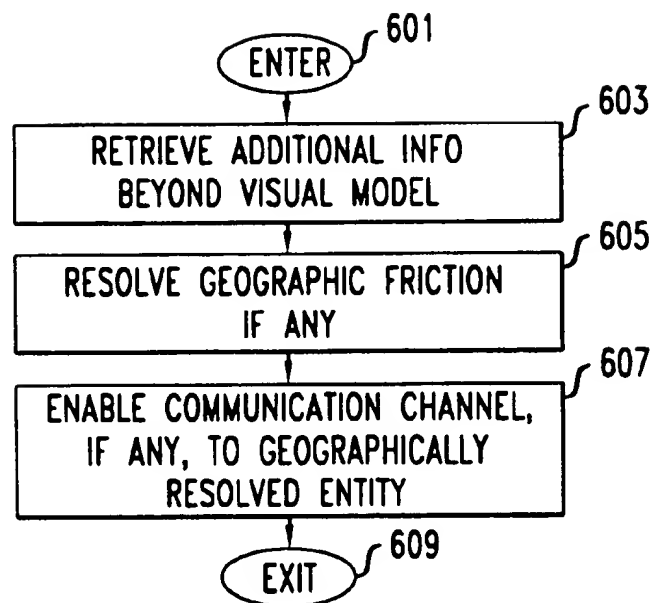 601
ENTER
603
RETRIEVE ADDITIONAL INFO
BEYOND VISUAL MODEL
605
RESOLVE GEOGRAPHIC FRICTION
IF ANY
607
ENABLE COMMUNICATION CHANNEL,
IF ANY, TO GEOGRAPHICALLY
RESOLVED ENTITY
609
EXIT